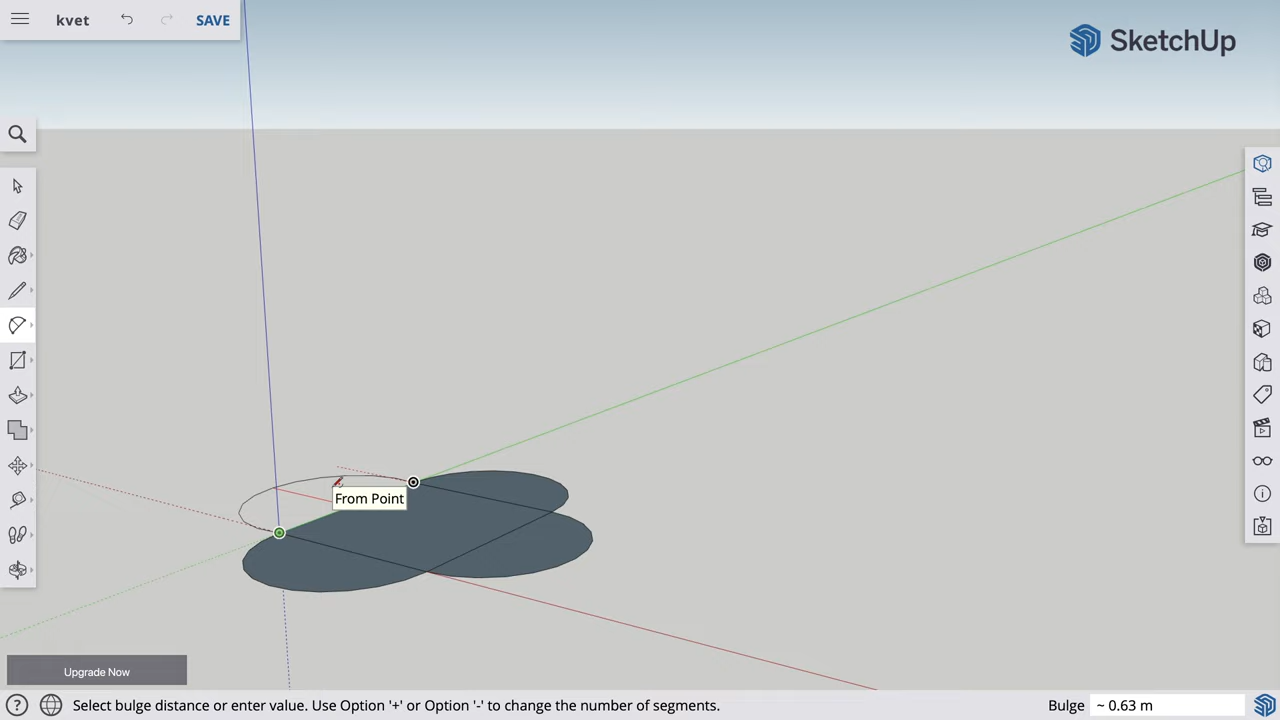 kvet
SAVE
SketchUp
From Point
Upgrade Now
Select bulge distance or enter value. Use Option '+' or Option '-' to change the number of segments.
Bulge ~ 0.63 m